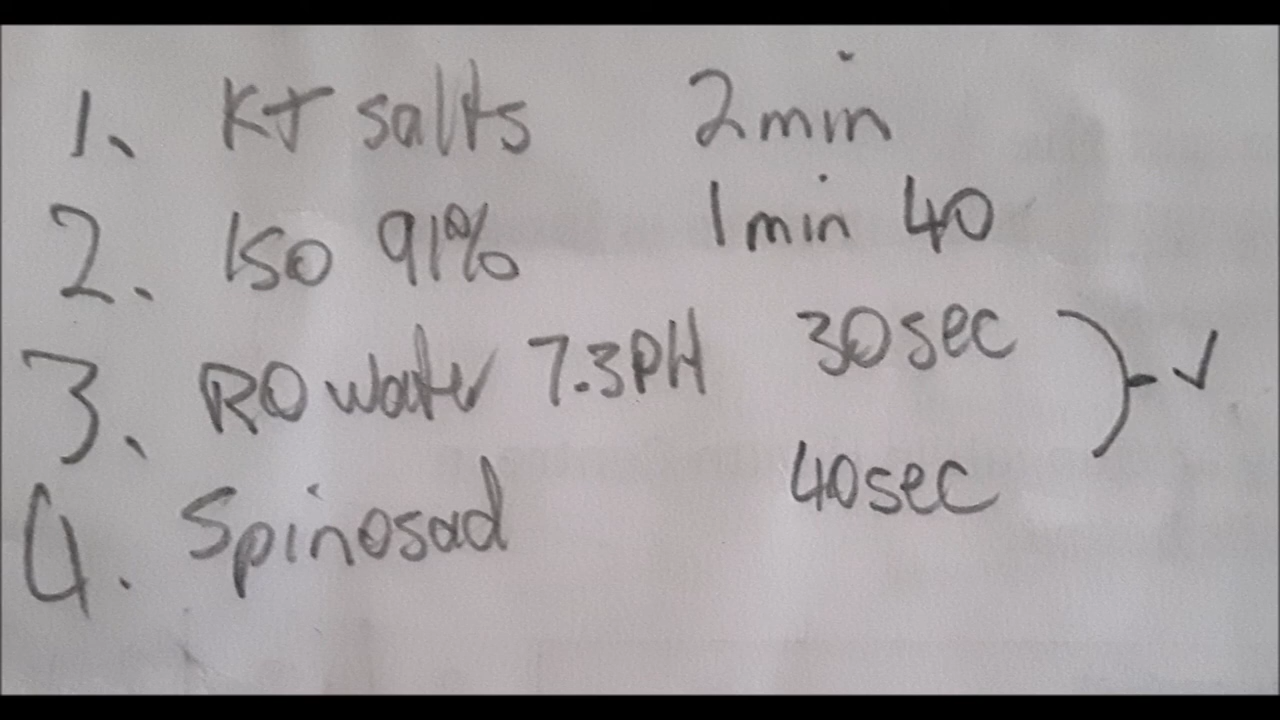 1. KJ salts 2min
2. ISO 91% 1min 40
3. RO water 7.3PH 30sec
4. Spinosad 40sec